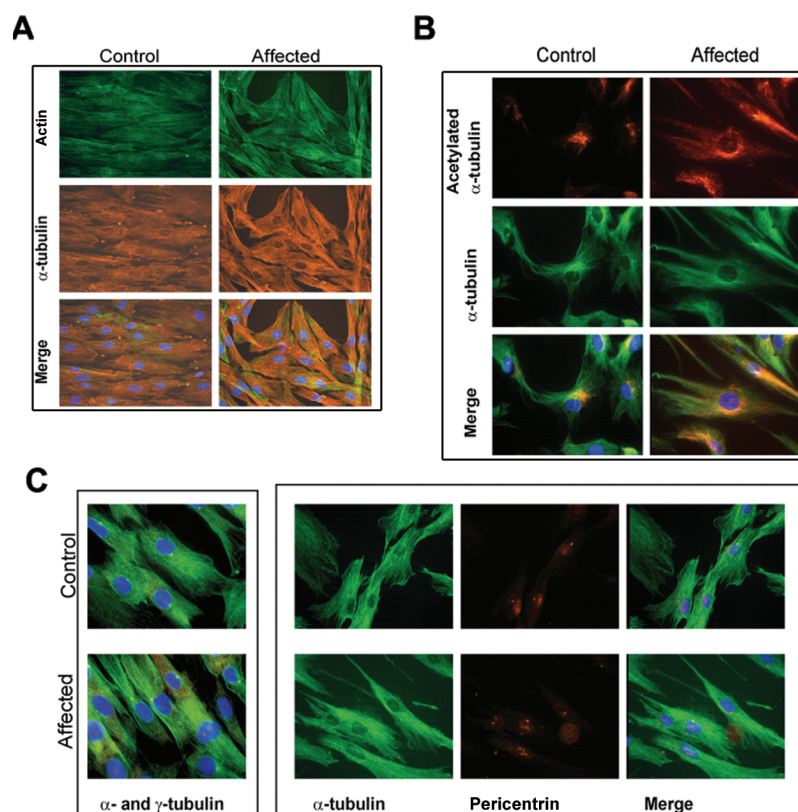 A
Control Affected
Actin
α-tubulin
Merge
B
Control Affected
Acetylated
α-tubulin
α-tubulin
Merge
C
Control
Affected
α- and γ-tubulin α-tubulin Pericentrin Merge